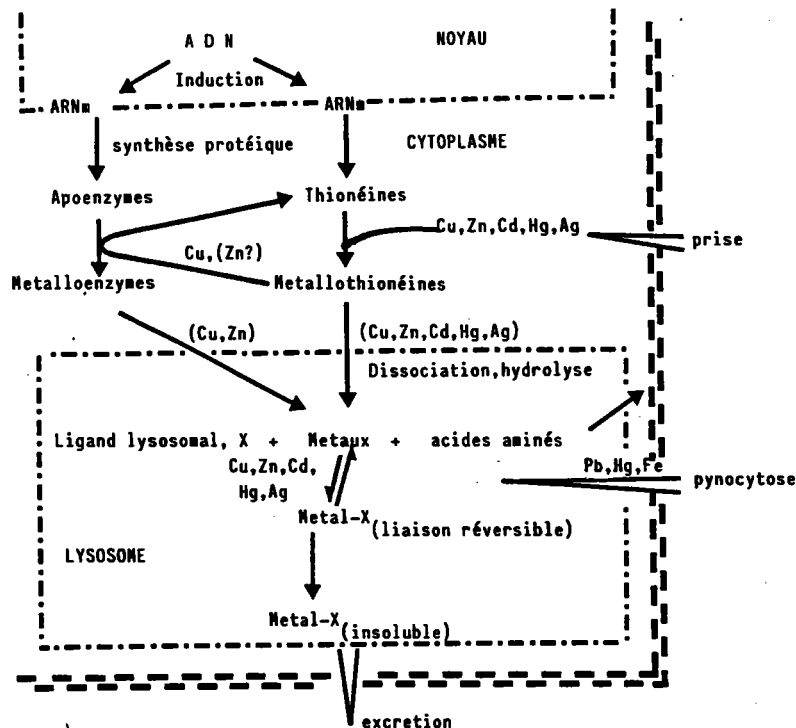 A D N
NOYAU
Induction
ARNm
ARNm
synthèse protéique
CYTOPLASME
Apoenzymes
Thionéines
Cu,Zn,Cd,Hg,Ag
prise
Cu,(Zn?)
Metalloenzymes
Metallothionéines
(Cu,Zn)
(Cu,Zn,Cd,Hg,Ag)
Dissociation,hydrolyse
Ligand lysosomal, X + Metaux + acides aminés
Cu,Zn,Cd,
Hg,Ag
Pb,Hg,Fe
pynocytose
Metal-X (liaison réversible)
LYSOSOME
Metal-X (insoluble)
excretion